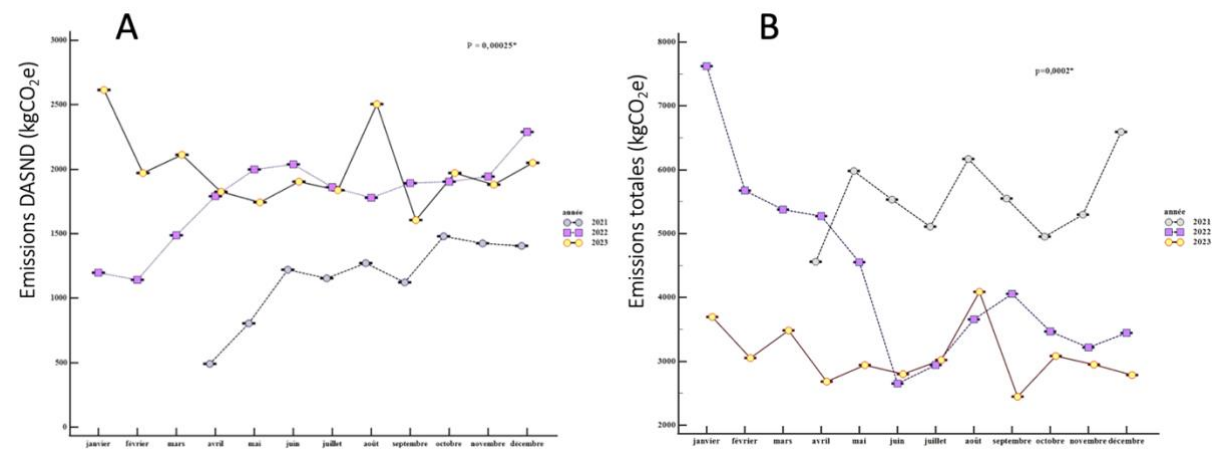 A
Emissions DASND (kgCO₂e)
3000
2500
2000
1500
1000
500
0
P = 0,00025*
année
2021
2022
2023
janvier février mars avril mai juin juillet août septembre octobre novembre décembre
B
Emissions totales (kgCO₂e)
8000
7000
6000
5000
4000
3000
2000
p=0,0002*
année
2021
2022
2023
janvier février mars avril mai juin juillet août septembre octobre novembre décembre